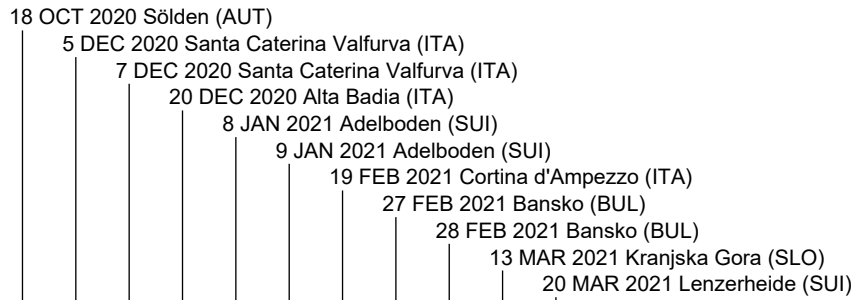 18 OCT 2020 Sölden (AUT)
5 DEC 2020 Santa Caterina Valfurva (ITA)
7 DEC 2020 Santa Caterina Valfurva (ITA)
20 DEC 2020 Alta Badia (ITA)
8 JAN 2021 Adelboden (SUI)
9 JAN 2021 Adelboden (SUI)
19 FEB 2021 Cortina d'Ampezzo (ITA)
27 FEB 2021 Bansko (BUL)
28 FEB 2021 Bansko (BUL)
13 MAR 2021 Kranjska Gora (SLO)
20 MAR 2021 Lenzerheide (SUI)